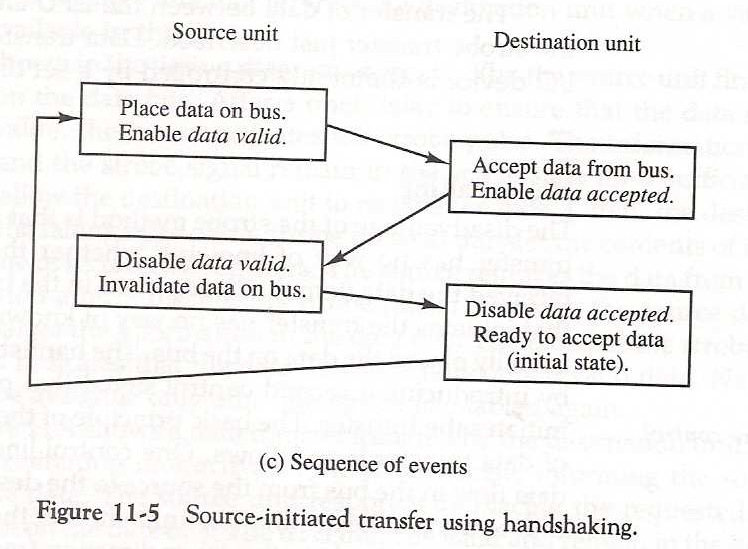 Source unit
Destination unit
Place data on bus.
Enable data valid.
Accept data from bus.
Enable data accepted.
Disable data valid.
Invalidate data on bus.
Disable data accepted.
Ready to accept data
(initial state).
(c) Sequence of events
Figure 11-5 Source-initiated transfer using handshaking.